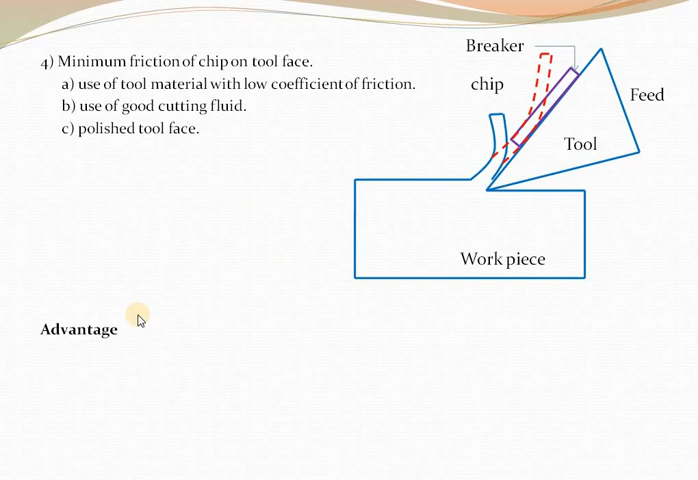 4) Minimum friction of chip on tool face.
a) use of tool material with low coefficient of friction.
b) use of good cutting fluid.
c) polished tool face.
Breaker
chip
Feed
Tool
Work piece
Advantage